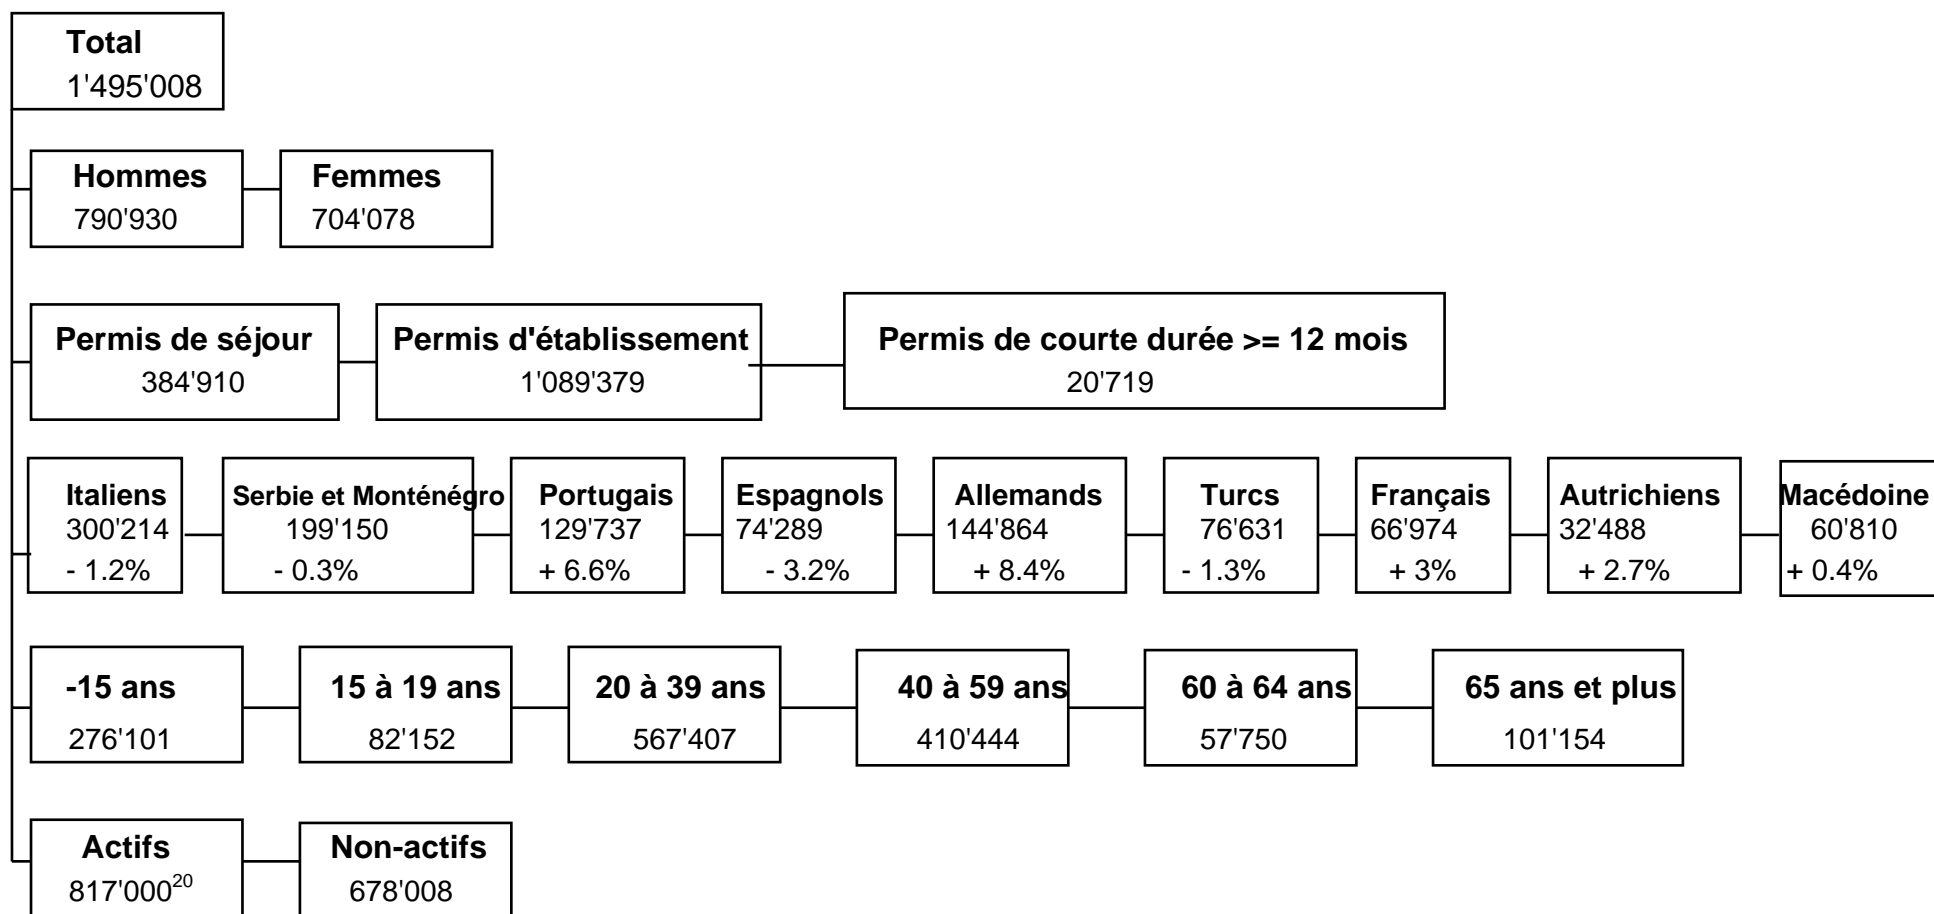 Total
1'495'008
Hommes
790'930
Femmes
704'078
Permis de séjour
384'910
Permis d'établissement
1'089'379
Permis de courte durée >= 12 mois
20'719
Italiens
300'214
- 1.2%
Serbie et Monténégro
199'150
- 0.3%
Portugais
129'737
+ 6.6%
Espagnols
74'289
- 3.2%
Allemands
144'864
+ 8.4%
Turcs
76'631
- 1.3%
Français
66'974
+ 3%
Autrichiens
32'488
+ 2.7%
Macédoine
60'810
+ 0.4%
-15 ans
276'101
15 à 19 ans
82'152
20 à 39 ans
567'407
40 à 59 ans
410'444
60 à 64 ans
57'750
65 ans et plus
101'154
Actifs
817'000²⁰
Non-actifs
678'008